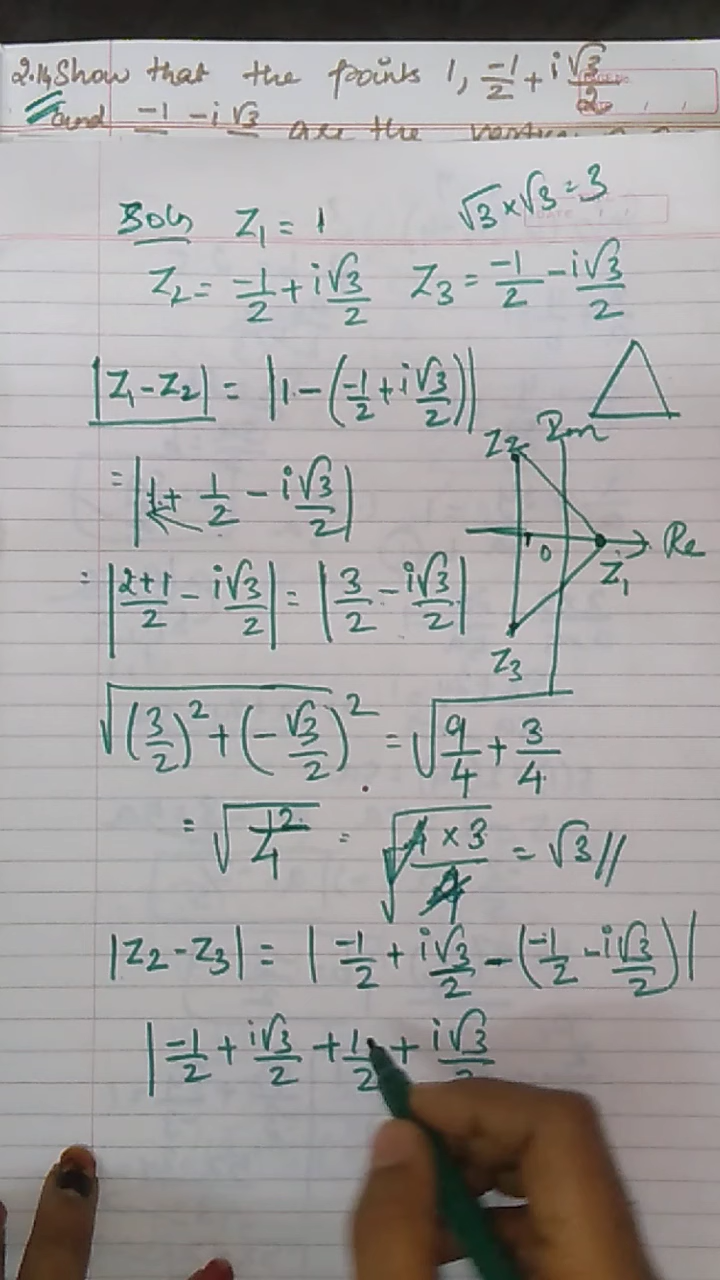 2.14 Show that the points 1, -1/2 + i√3/2
and -1 - i√3 are the
Soln Z₁ = 1
√3 × √3 = 3
Z₂ = -1/2 + i√3/2 Z₃ = -1/2 - i√3/2
|Z₁ - Z₂| = |1 - (-1/2 + i√3/2)|
Z₂ Im
= |1 + 1/2 - i√3/2|
0 Z₁ Re
= |2+1/2 - i√3/2| = |3/2 - i√3/2|
Z₃
√(3/2)² + (-√3/2)² = √9/4 + 3/4
= √12/4 = √4 × 3/4 = √3//
|Z₂ - Z₃| = |-1/2 + i√3/2 - (-1/2 - i√3/2)|
|-1/2 + i√3/2 + 1/2 + i√3/2